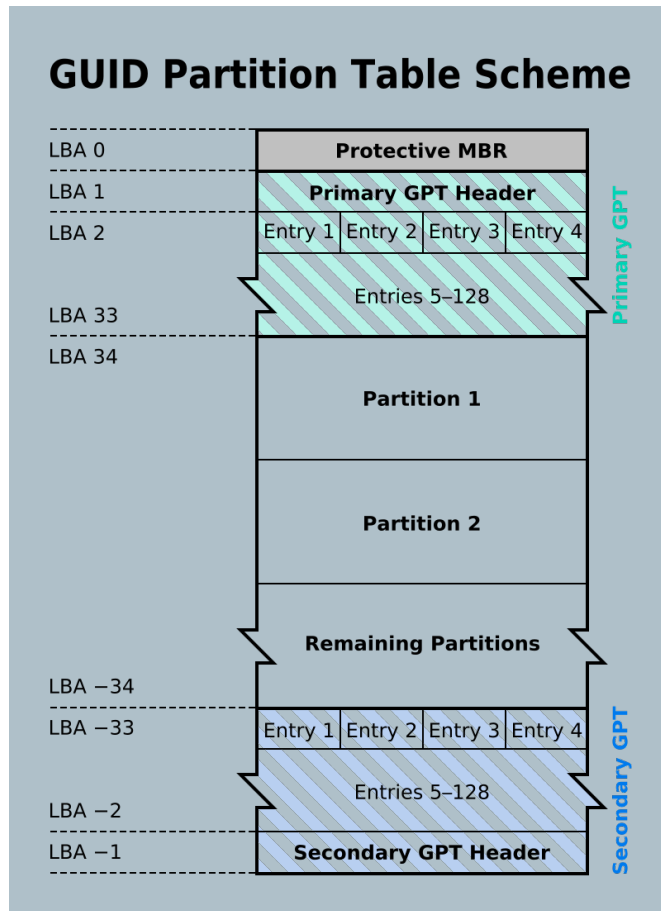 GUID Partition Table Scheme
LBA 0
Protective MBR
LBA 1
Primary GPT Header
LBA 2
Entry 1 Entry 2 Entry 3 Entry 4
Entries 5–128
LBA 33
Primary GPT
LBA 34
Partition 1
Partition 2
Remaining Partitions
LBA −34
LBA −33
Entry 1 Entry 2 Entry 3 Entry 4
Entries 5–128
LBA −2
LBA −1
Secondary GPT Header
Secondary GPT